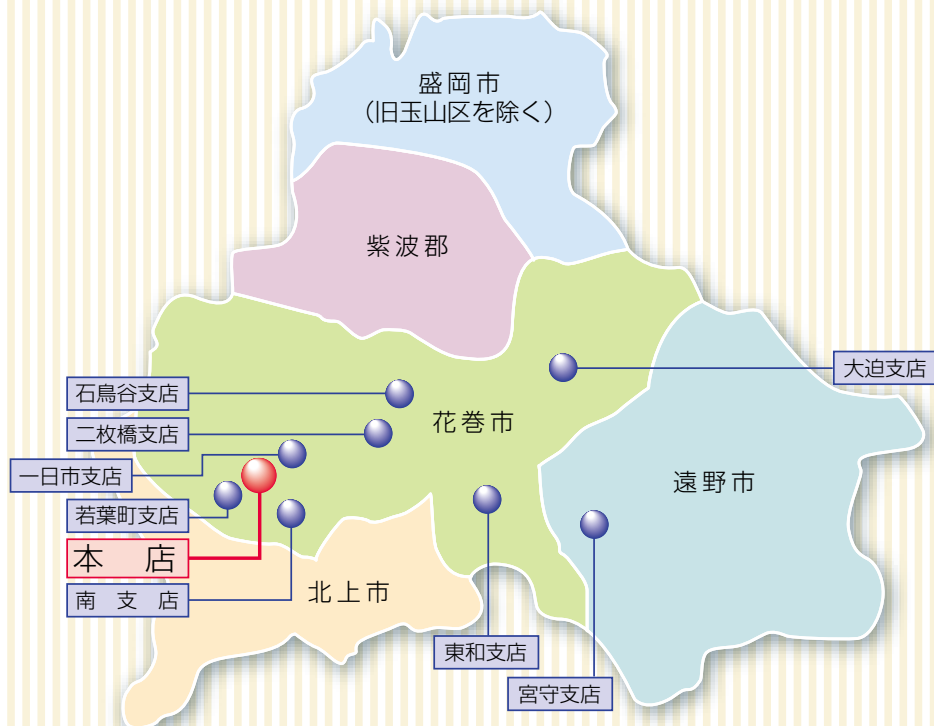 盛岡市
(旧玉山区を除く)
紫波郡
大迫支店
石鳥谷支店
花巻市
二枚橋支店
一日市支店
遠野市
若葉町支店
本 店
北上市
南 支 店
東和支店
宮守支店